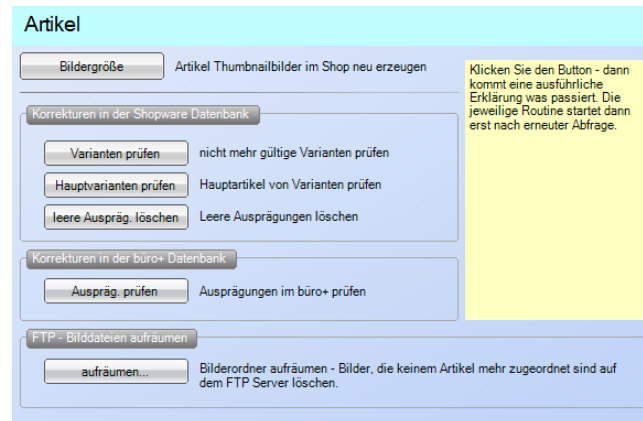 Artikel
Bildergröße Artikel Thumbnailbilder im Shop neu erzeugen
Klicken Sie den Button - dann
kommt eine ausführliche
Erklärung was passiert. Die
jeweilige Routine startet dann
erst nach erneuter Abfrage.
Korrekturen in der Shopware Datenbank
Varianten prüfen nicht mehr gültige Varianten prüfen
Hauptvarianten prüfen Hauptartikel von Varianten prüfen
leere Auspräg. löschen Leere Ausprägungen löschen
Korrekturen in der büro+ Datenbank
Auspräg. prüfen Ausprägungen im büro+ prüfen
FTP - Bilddateien aufräumen
aufräumen... Bilderordner aufräumen - Bilder, die keinem Artikel mehr zugeordnet sind auf
dem FTP Server löschen.